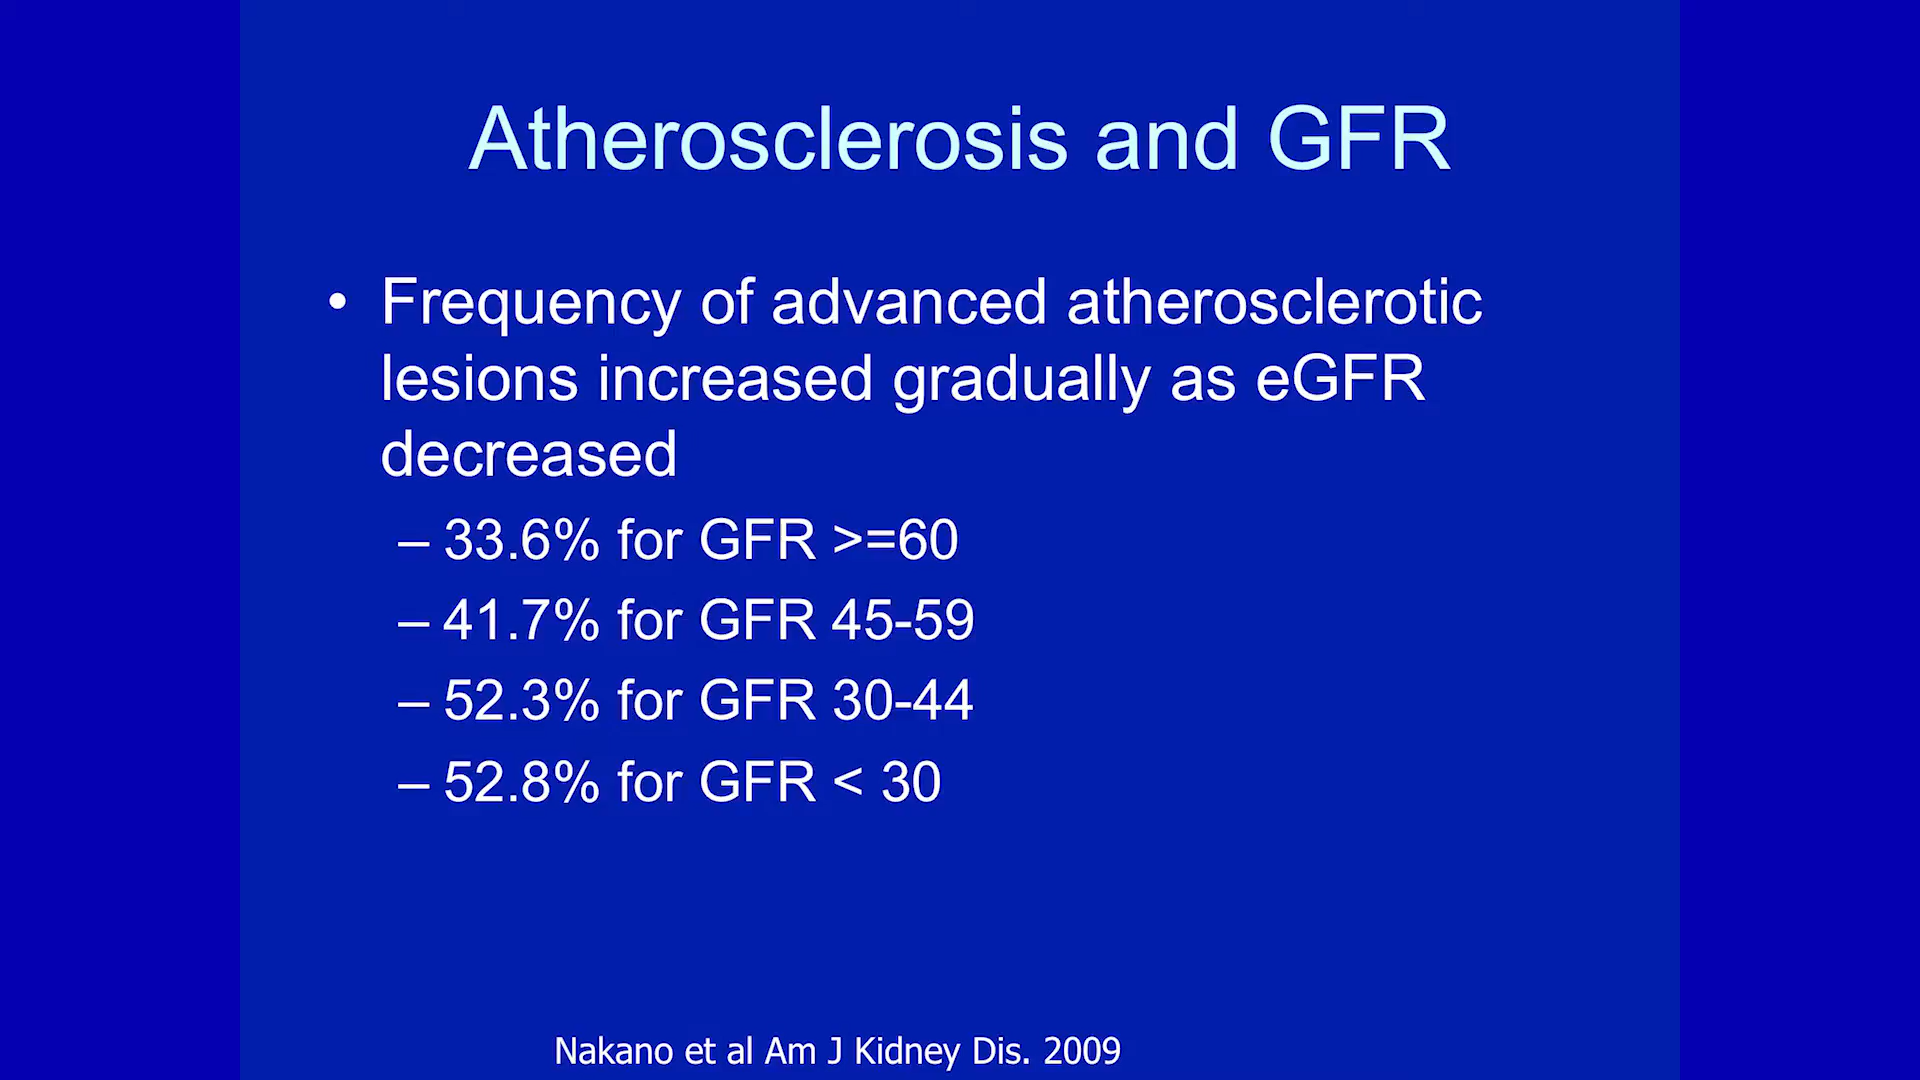 Atherosclerosis and GFR
• Frequency of advanced atherosclerotic
lesions increased gradually as eGFR
decreased
– 33.6% for GFR >=60
– 41.7% for GFR 45-59
– 52.3% for GFR 30-44
– 52.8% for GFR < 30
Nakano et al Am J Kidney Dis. 2009